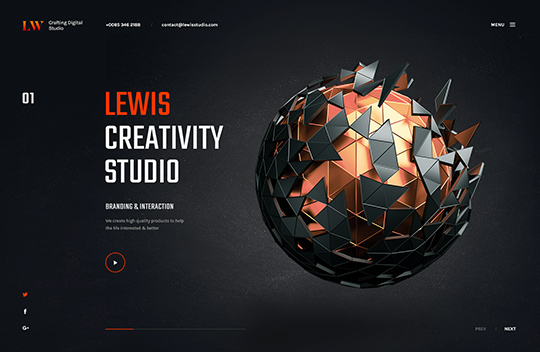 LW
Crafting Digital
Studio
+0085 346 2188
contact@lewisstudio.com
MENU
01
LEWIS
CREATIVITY
STUDIO
BRANDING & INTERACTION
We create high quality products to help
the life interested & better
f
G+
PREV
NEXT